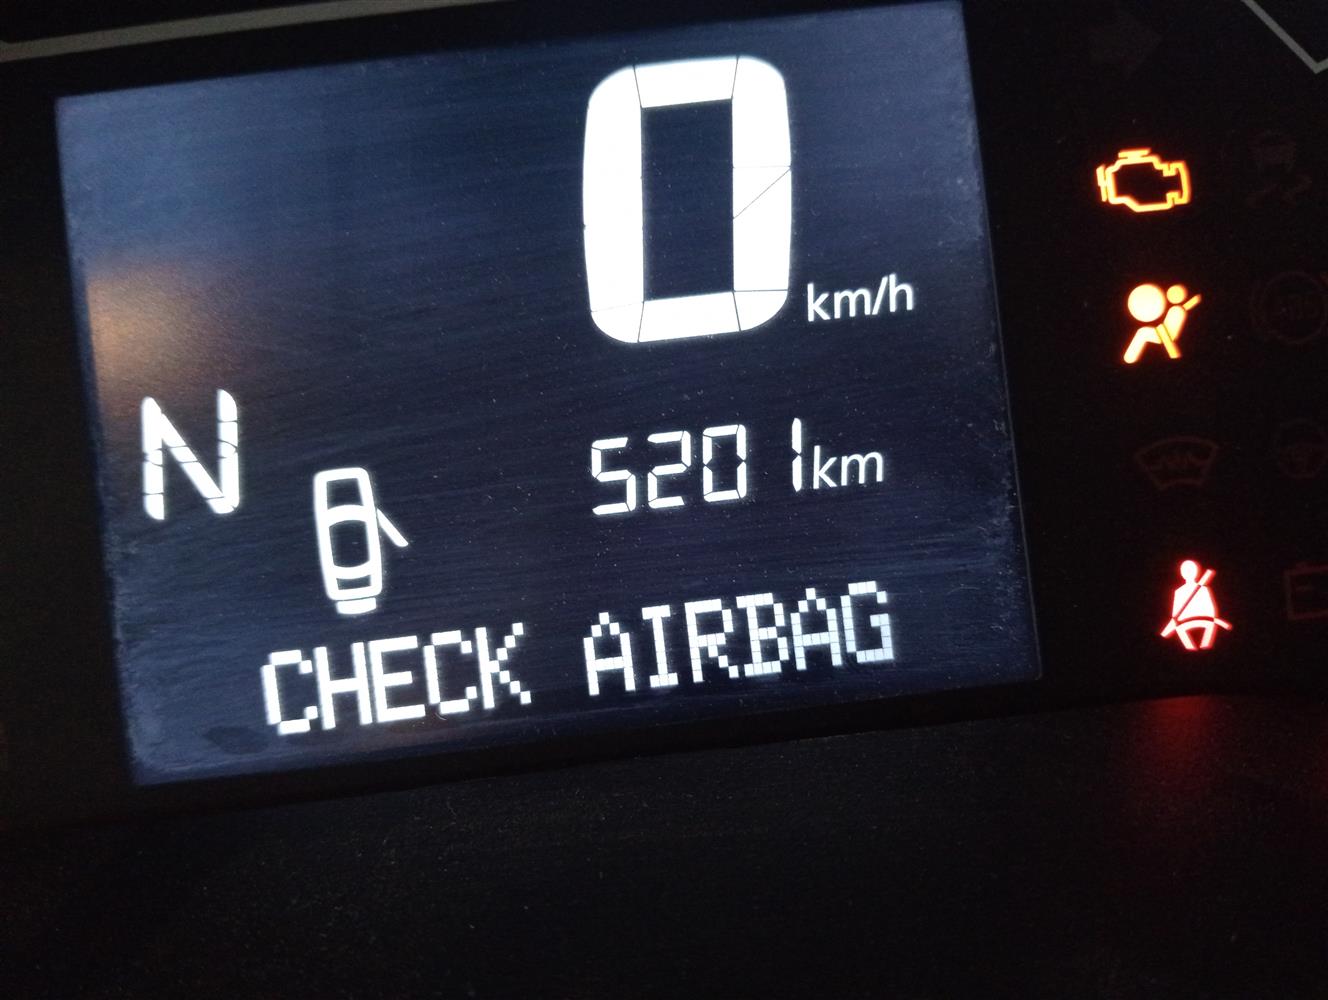 0 km/h
N
5201 km
CHECK AIRBAG